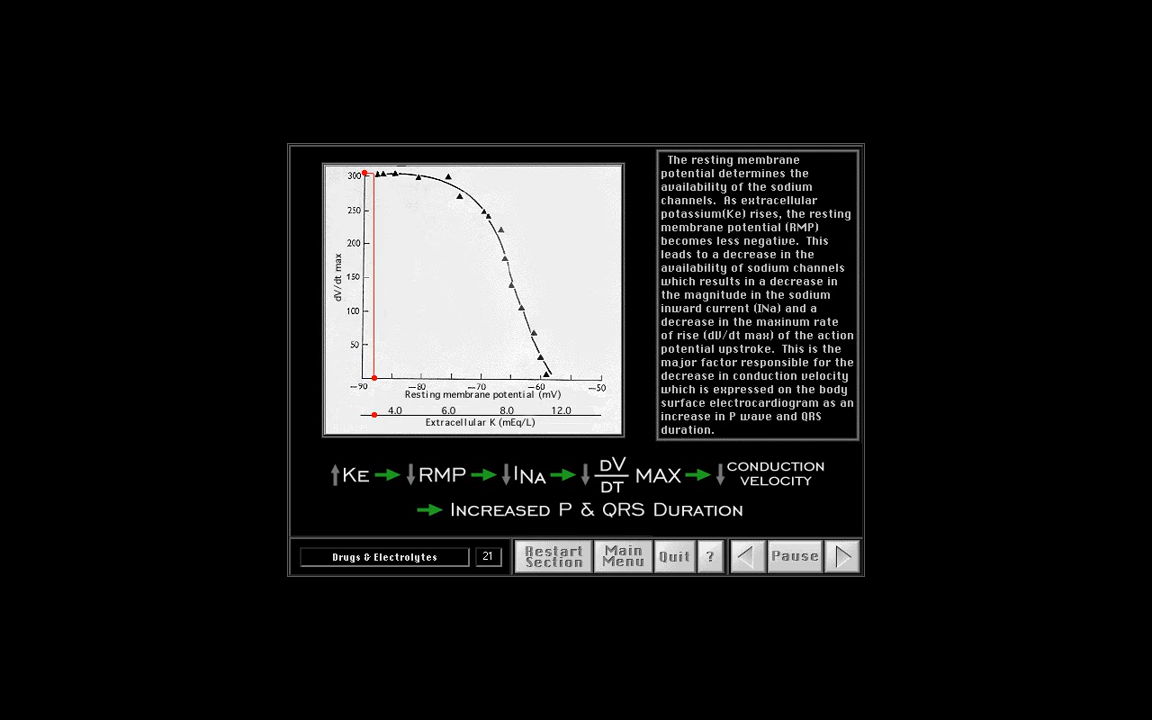 300
250
200
150
100
50
dV/dt max
−90 −80 −70 −60 −50
Resting membrane potential (mV)
4.0 6.0 8.0 12.0
Extracellular K (mEq/L)
The resting membrane
potential determines the
availability of the sodium
channels. As extracellular
potassium(Ke) rises, the resting
membrane potential (RMP)
becomes less negative. This
leads to a decrease in the
availability of sodium channels
which results in a decrease in
the magnitude in the sodium
inward current (INa) and a
decrease in the maxinun rate
of rise (dV/dt max) of the action
potential upstroke. This is the
major factor responsible for the
decrease in conduction velocity
which is expressed on the body
surface electrocardiogram as an
increase in P wave and QRS
duration.
↑KE → ↓RMP → ↓INA → ↓ DV/DT MAX → ↓ CONDUCTION VELOCITY
→ INCREASED P & QRS DURATION
Drugs & Electrolytes 21 Restart Section Main Menu Quit ? Pause